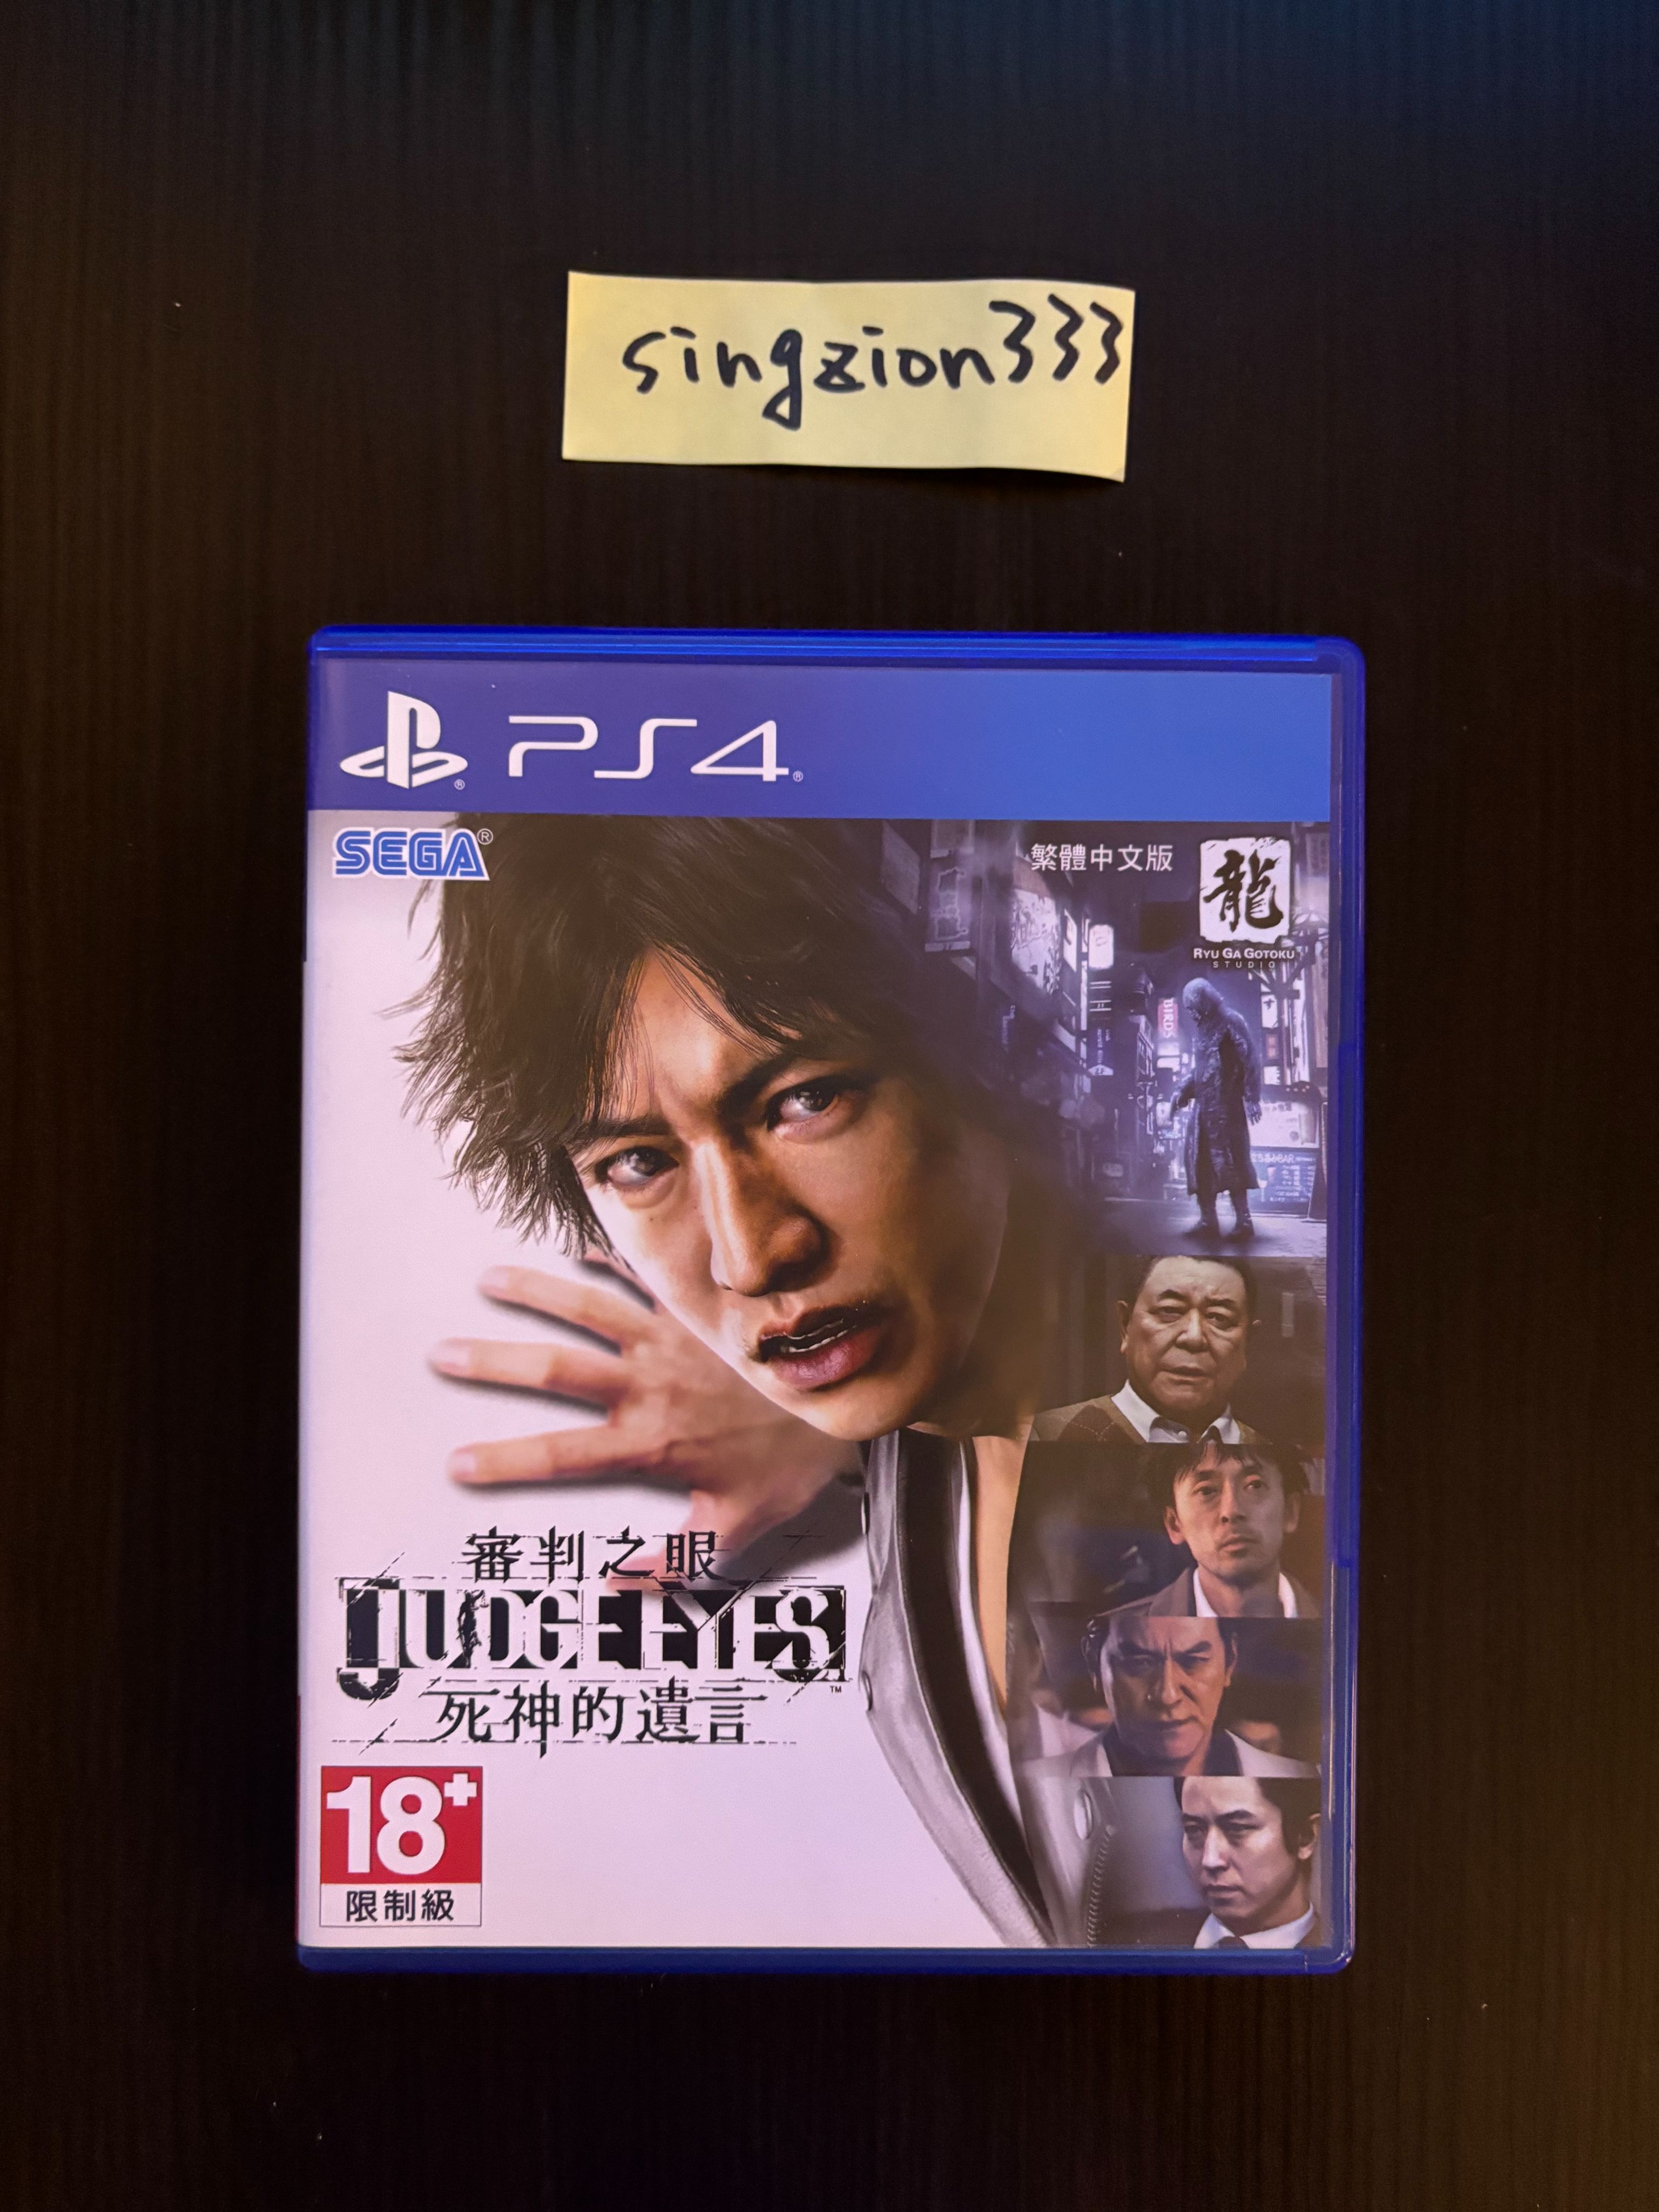 singzion333
PS4
SEGA
繁體中文版
龍
RYU GA GOTOKU
STUDIO
BIRDS
審判之眼
JUDGE EYES
死神的遺言
18+
限制級